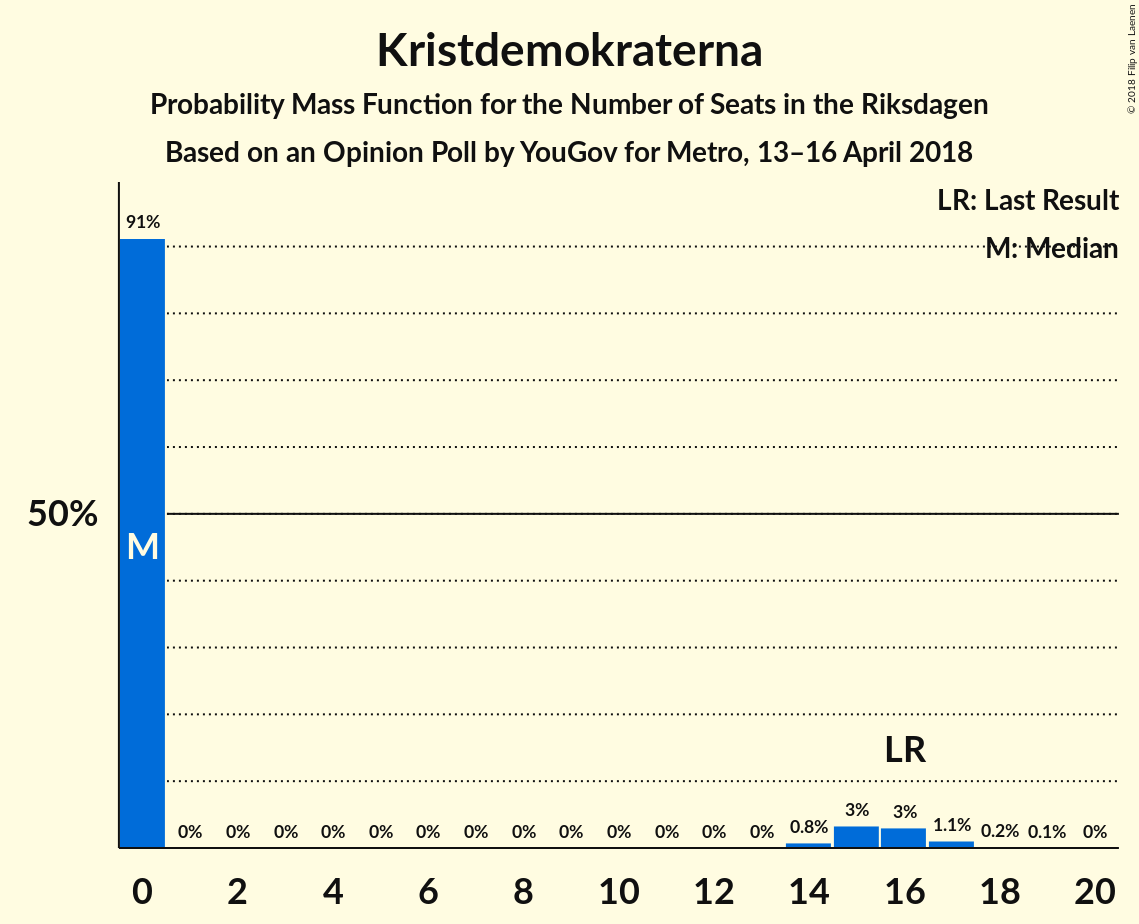 Kristdemokraterna
Probability Mass Function for the Number of Seats in the Riksdagen
Based on an Opinion Poll by YouGov for Metro, 13–16 April 2018
© 2018 Filip van Laenen
LR: Last Result
M: Median
91%
50%
M
LR
0% 0% 0% 0% 0% 0% 0% 0% 0% 0% 0% 0% 0% 0.8% 3% 3% 1.1% 0.2% 0.1% 0%
0 2 4 6 8 10 12 14 16 18 20